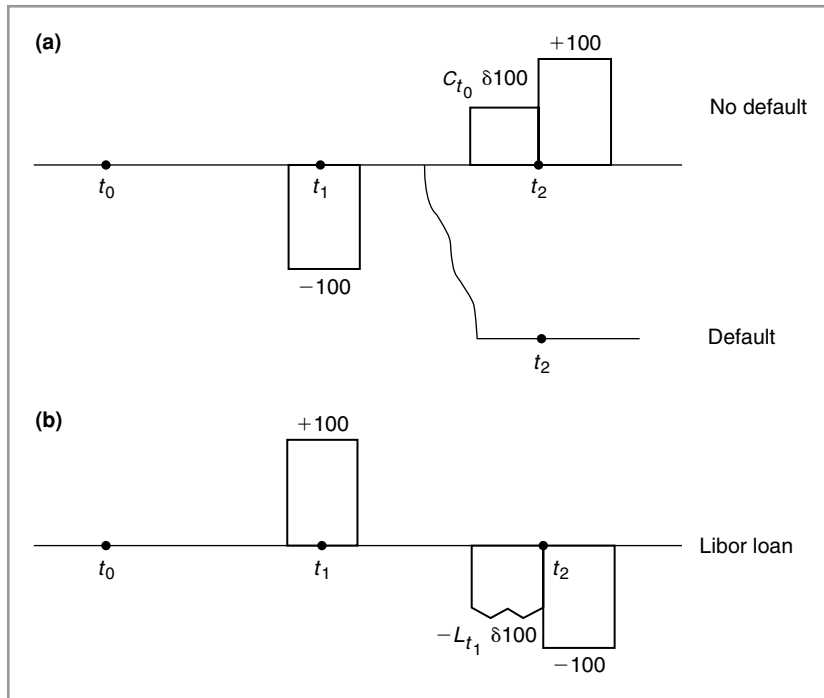 (a)
+100
C_{t_0} δ100
No default
t_0
t_1
t_2
−100
Default
t_2
(b)
+100
Libor loan
t_0
t_1
t_2
−L_{t_1} δ100
−100